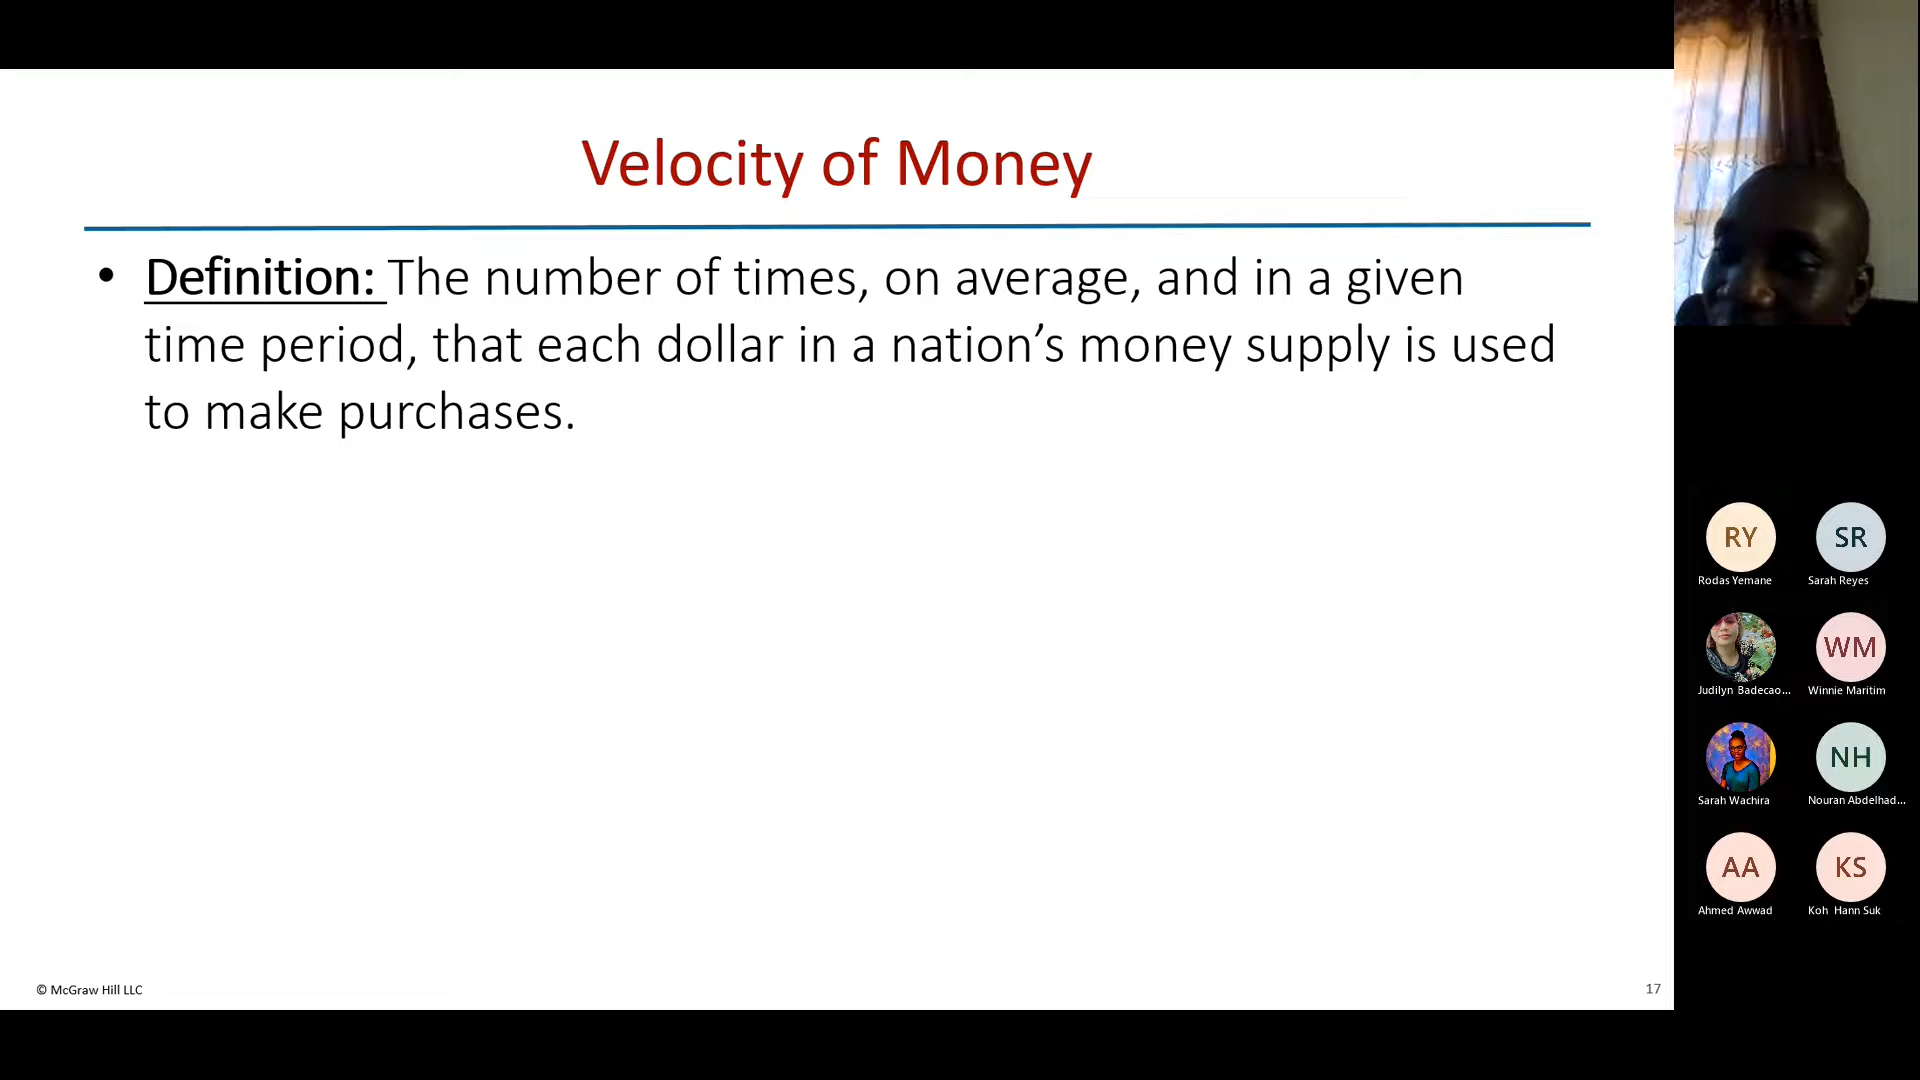 Velocity of Money
• Definition: The number of times, on average, and in a given
time period, that each dollar in a nation’s money supply is used
to make purchases.
© McGraw Hill LLC
17
RY
Rodas Yemane
SR
Sarah Reyes
Judilyn Badecao...
WM
Winnie Maritim
Sarah Wachira
NH
Nouran Abdelhad...
AA
Ahmed Awwad
KS
Koh Hann Suk